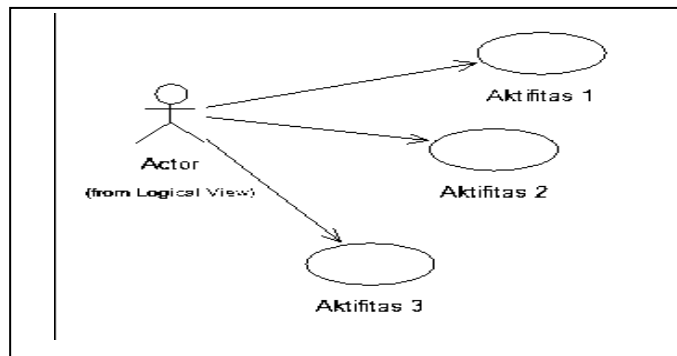 Aktifitas 1
Actor
(from Logical View)
Aktifitas 2
Aktifitas 3